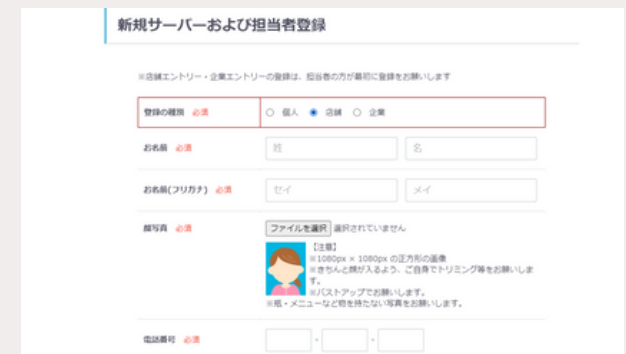 新規サーバーおよび担当者登録
※店舗エントリー・企業エントリーの登録は、担当者の方が最初に登録をお願いします
登録の種別 必須 個人 店舗 企業
お名前 必須 姓 名
お名前(フリガナ) 必須 セイ メイ
顔写真 必須 ファイルを選択 選択されていません
【注意】
※1080px × 1080px の正方形の画像
※きちんと顔が入るよう、ご自身でトリミング等をお願いしま
す。
※バストアップでお願いします。
※瓶・メニューなど物を持たない写真をお願いします。
電話番号 必須 - -